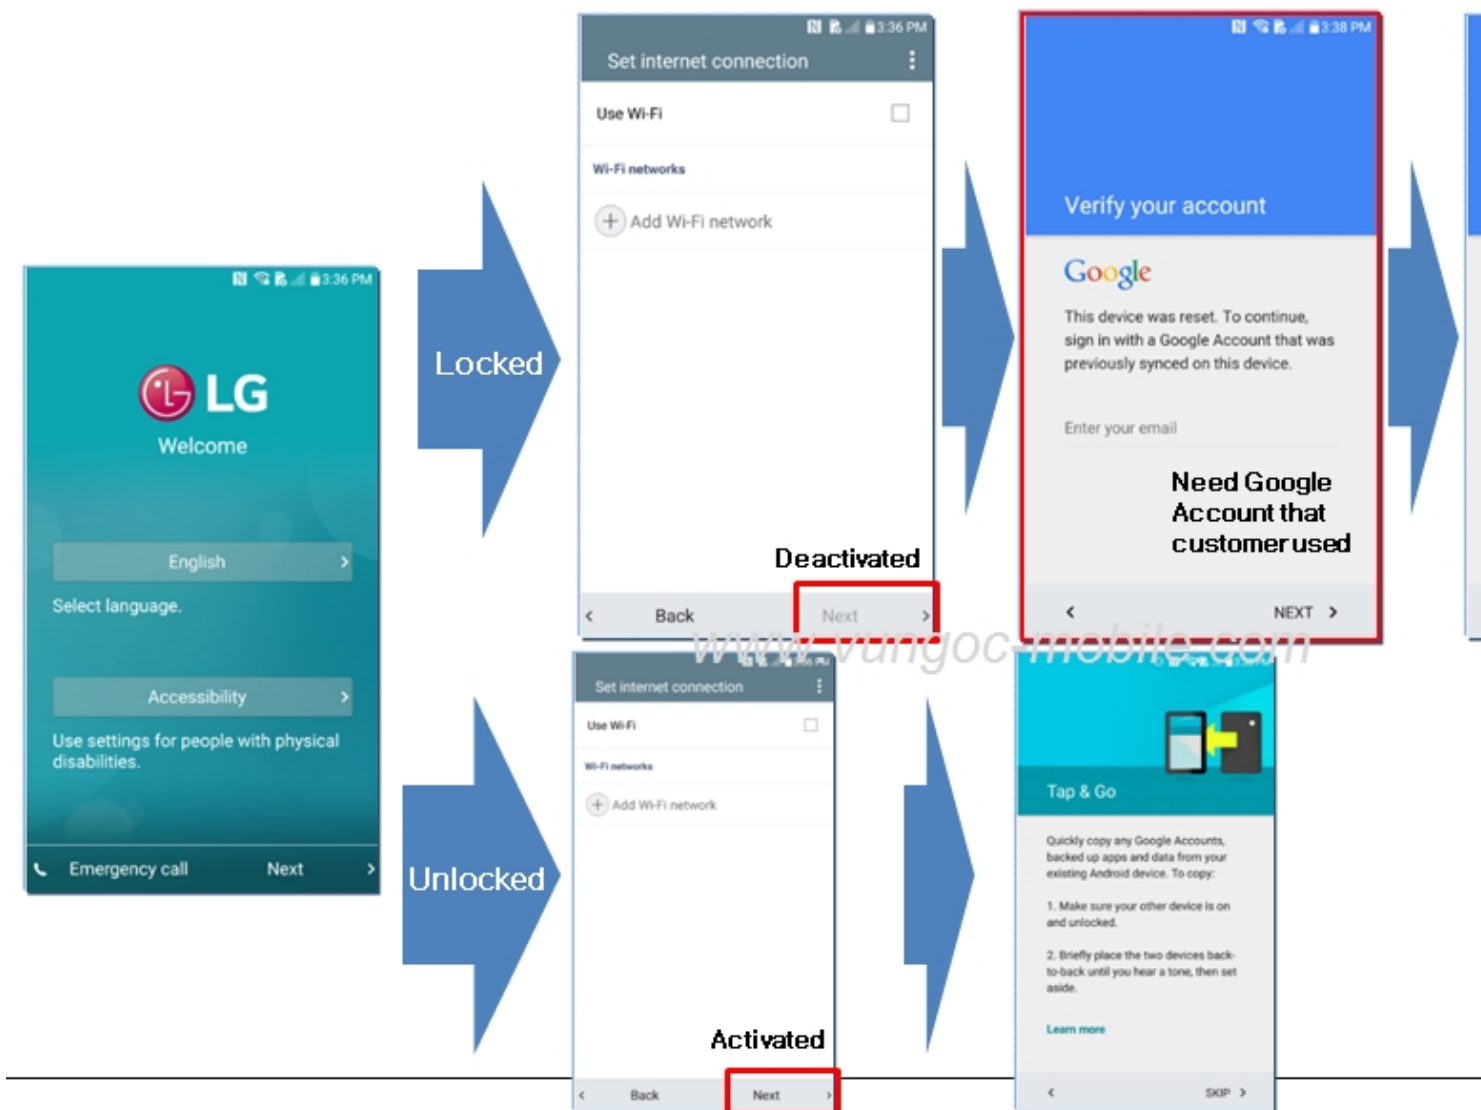 3:36 PM
LG
Welcome
English
Select language.
Accessibility
Use settings for people with physical
disabilities.
Emergency call
Next
Locked
3:36 PM
Set internet connection
Use Wi-Fi
Wi-Fi networks
Add Wi-Fi network
Deactivated
Back
Next
3:38 PM
Verify your account
Google
This device was reset. To continue,
sign in with a Google Account that was
previously synced on this device.
Enter your email
Need Google
Account that
customer used
NEXT
www.vungoc-mobile.com
Unlocked
Set internet connection
Use Wi-Fi
Wi-Fi networks
Add Wi-Fi network
Activated
Back
Next
Tap & Go
Quickly copy any Google Accounts,
backed up apps and data from your
existing Android device. To copy:
1. Make sure your other device is on
and unlocked.
2. Briefly place the two devices back-
to-back until you hear a tone, then set
aside.
Learn more
SKIP